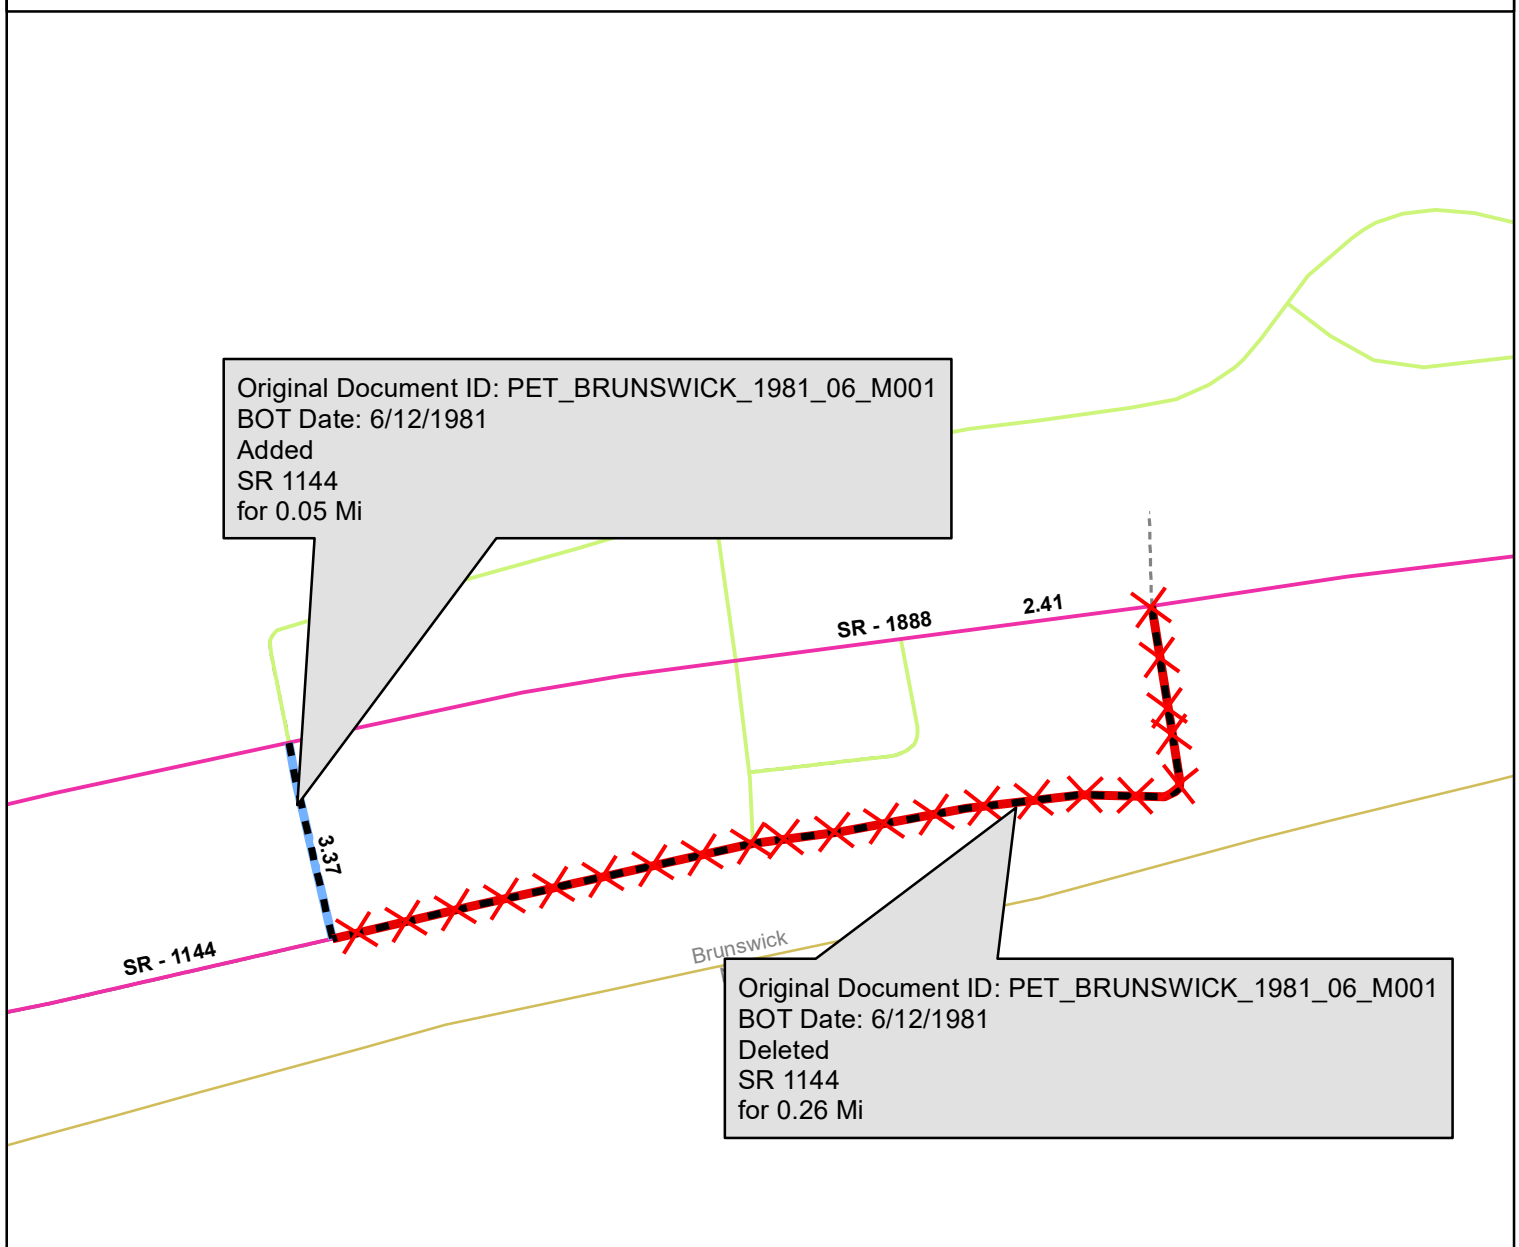 Original Document ID: PET_BRUNSWICK_1981_06_M001
BOT Date: 6/12/1981
Added
SR 1144
for 0.05 Mi
2.41
SR - 1888
3.37
SR - 1144
Brunswick
Original Document ID: PET_BRUNSWICK_1981_06_M001
BOT Date: 6/12/1981
Deleted
SR 1144
for 0.26 Mi